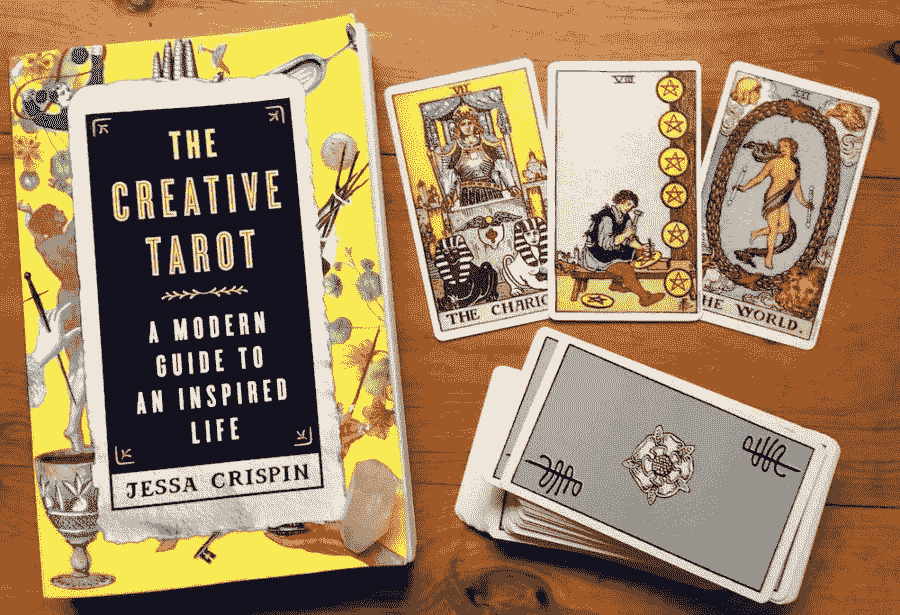 THE
CREATIVE
TAROT
A MODERN
GUIDE TO
AN INSPIRED
LIFE
JESSA CRISPIN
VII
THE CHARIO
VIII
XXI
HE WORLD.